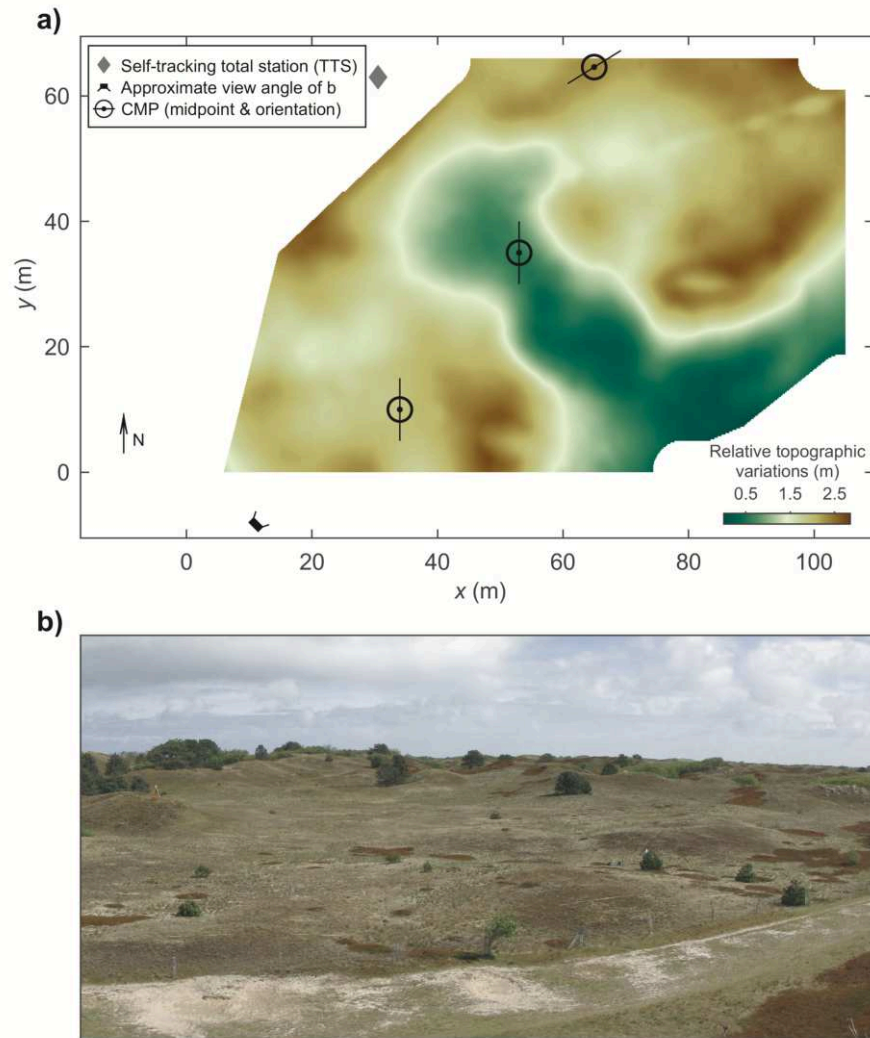 a)
Self-tracking total station (TTS)
Approximate view angle of b
CMP (midpoint & orientation)
60
40
20
0
y (m)
N
Relative topographic
variations (m)
0.5 1.5 2.5
0 20 40 60 80 100
x (m)
b)